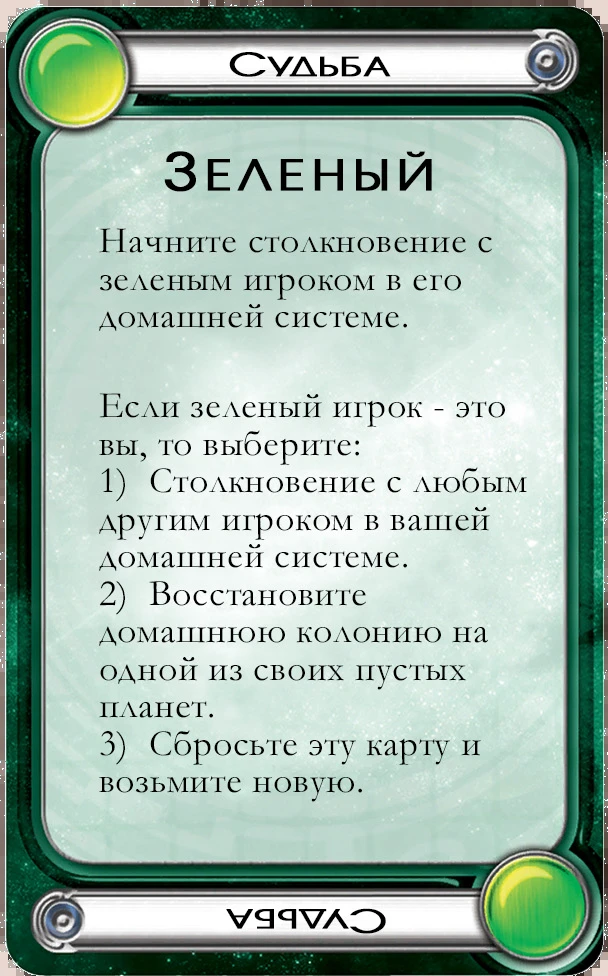 Судьба
Зеленый
Начните столкновение с
зеленым игроком в его
домашней системе.
Если зеленый игрок - это
вы, то выберите:
1) Столкновение с любым
другим игроком в вашей
домашней системе.
2) Восстановите
домашнюю колонию на
одной из своих пустых
планет.
3) Сбросьте эту карту и
возьмите новую.
Судьба